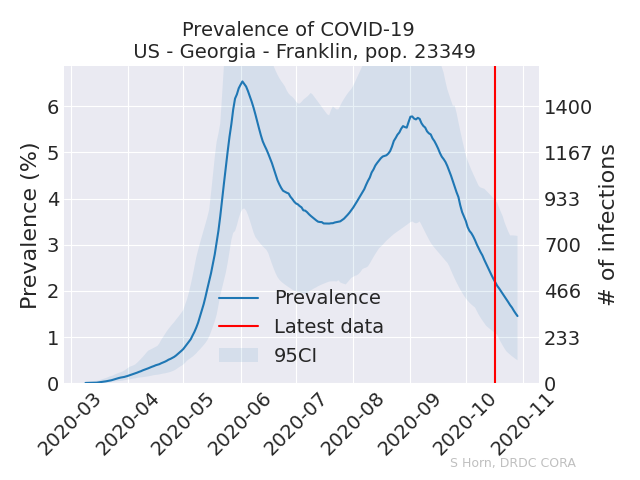 Prevalence of COVID-19
US - Georgia - Franklin, pop. 23349
Prevalence (%)
6
5
4
3
2
1
0
1400
1167
933
700
466
233
0
# of infections
Prevalence
Latest data
95CI
2020-03
2020-04
2020-05
2020-06
2020-07
2020-08
2020-09
2020-10
2020-11
S Horn, DRDC CORA